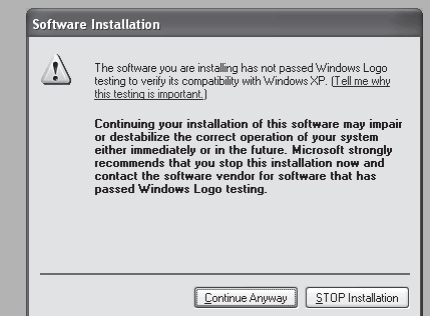 Software Installation
The software you are installing has not passed Windows Logo
testing to verify its compatibility with Windows XP. (Tell me why
this testing is important.)
Continuing your installation of this software may impair
or destabilize the correct operation of your system
either immediately or in the future. Microsoft strongly
recommends that you stop this installation now and
contact the software vendor for software that has
passed Windows Logo testing.
Continue Anyway STOP Installation